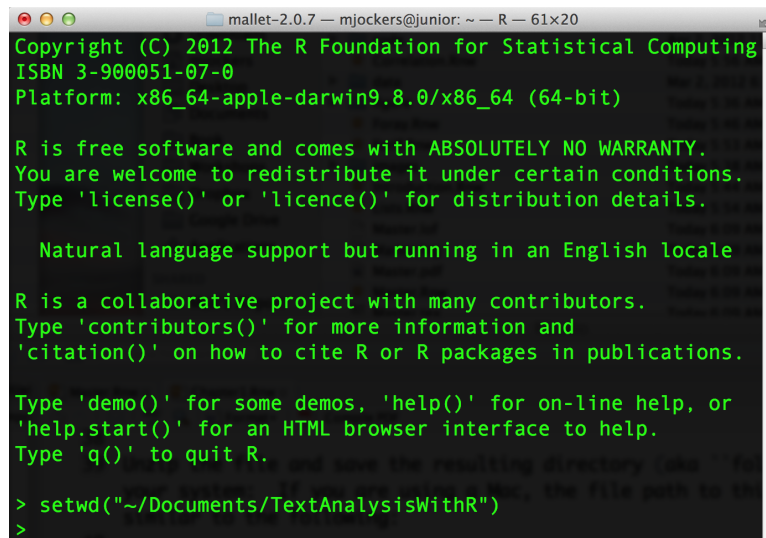 mallet-2.0.7 — mjockers@junior: ~ — R — 61×20
Copyright (C) 2012 The R Foundation for Statistical Computing
ISBN 3-900051-07-0
Platform: x86_64-apple-darwin9.8.0/x86_64 (64-bit)
R is free software and comes with ABSOLUTELY NO WARRANTY.
You are welcome to redistribute it under certain conditions.
Type 'license()' or 'licence()' for distribution details.
Natural language support but running in an English locale
R is a collaborative project with many contributors.
Type 'contributors()' for more information and
'citation()' on how to cite R or R packages in publications.
Type 'demo()' for some demos, 'help()' for on-line help, or
'help.start()' for an HTML browser interface to help.
Type 'q()' to quit R.
> setwd("~/Documents/TextAnalysisWithR")
>